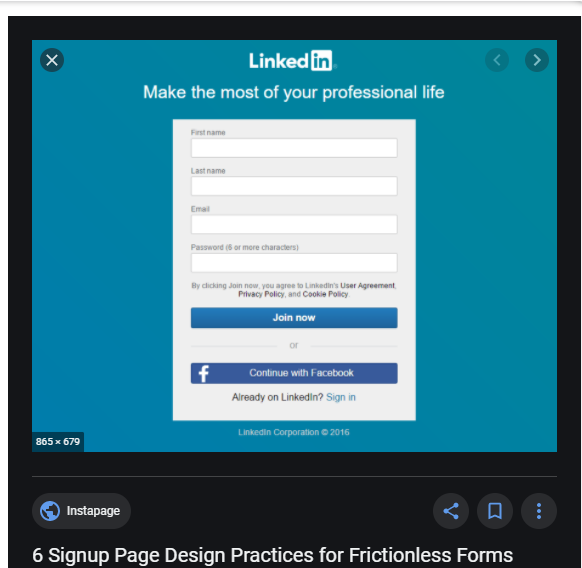 Linked in
Make the most of your professional life
First name
Last name
Email
Password (6 or more characters)
By clicking Join now, you agree to LinkedIn's User Agreement,
Privacy Policy, and Cookie Policy.
Join now
or
f Continue with Facebook
Already on LinkedIn? Sign in
LinkedIn Corporation © 2016
865 × 679
Instapage
6 Signup Page Design Practices for Frictionless Forms